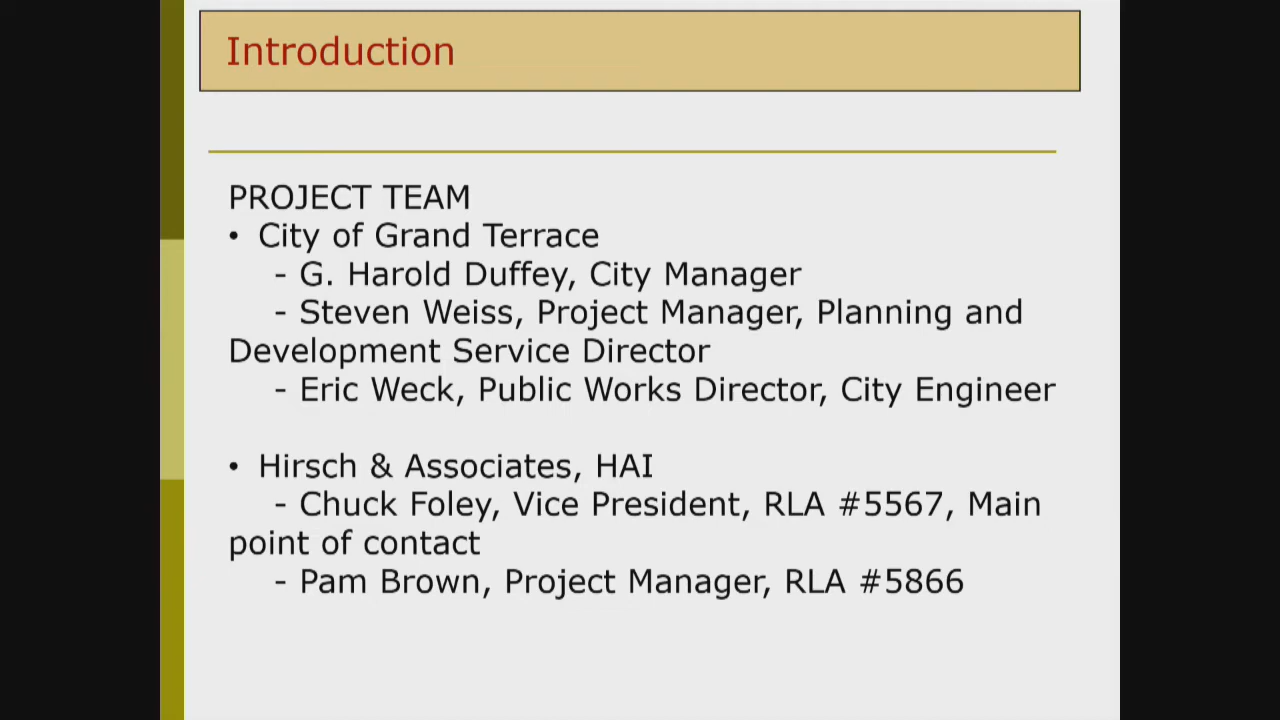 Introduction
PROJECT TEAM
• City of Grand Terrace
- G. Harold Duffey, City Manager
- Steven Weiss, Project Manager, Planning and
Development Service Director
- Eric Weck, Public Works Director, City Engineer
• Hirsch & Associates, HAI
- Chuck Foley, Vice President, RLA #5567, Main
point of contact
- Pam Brown, Project Manager, RLA #5866